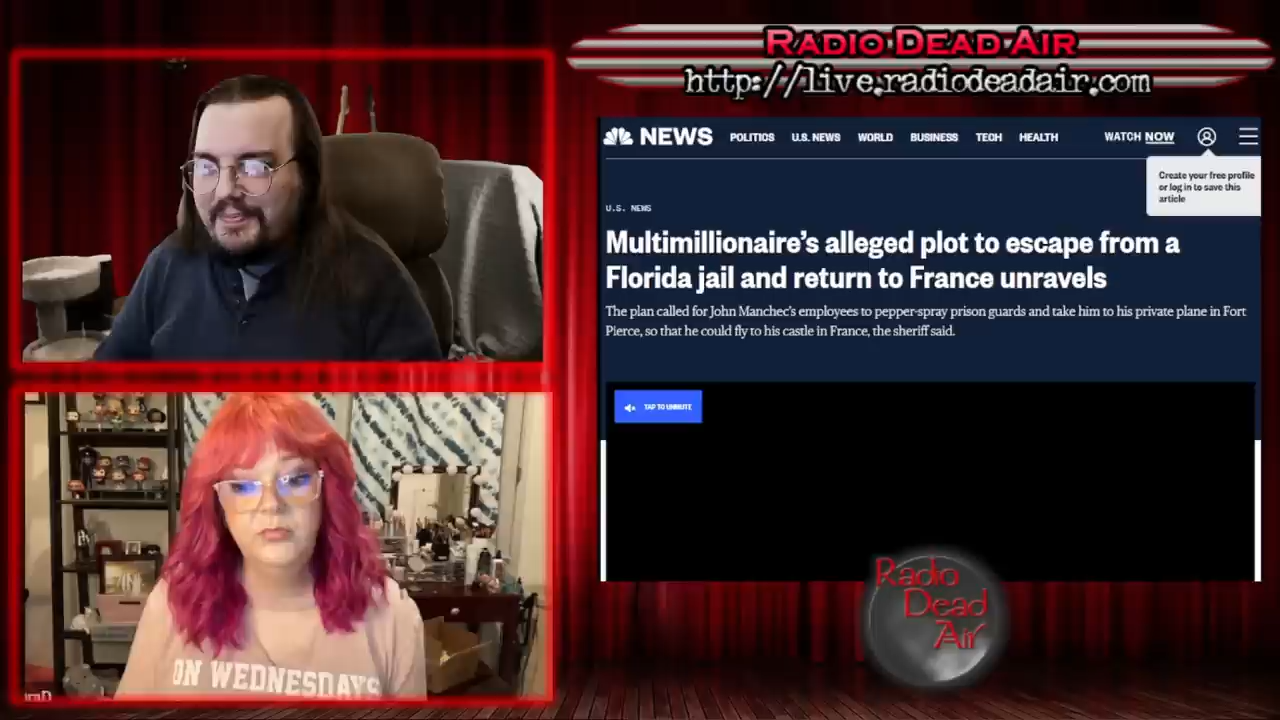 RADIO DEAD AIR
http://live.radiodeadair.com
NEWS POLITICS U.S. NEWS WORLD BUSINESS TECH HEALTH WATCH NOW
Create your free profile
or log in to save this
article
U.S. NEWS
Multimillionaire's alleged plot to escape from a
Florida jail and return to France unravels
The plan called for John Manchec's employees to pepper-spray prison guards and take him to his private plane in Fort
Pierce, so that he could fly to his castle in France, the sheriff said.
TAP TO UNMUTE
Radio
Dead
Air
ON WEDNESDAYS